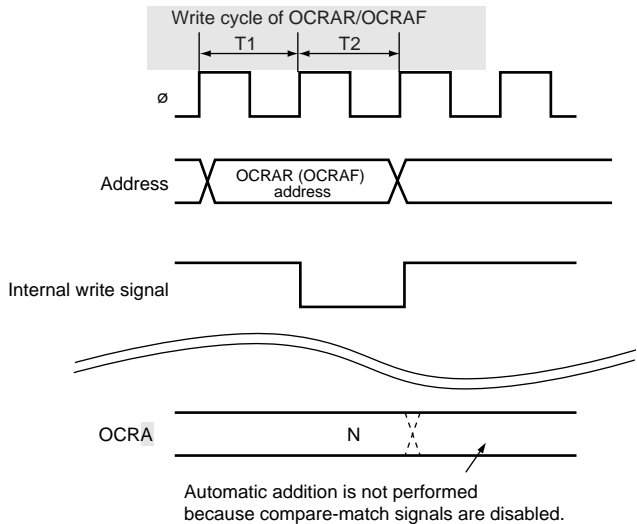 Write cycle of OCRAR/OCRAF
T1 T2
ø
Address
OCRAR (OCRAF)
address
Internal write signal
OCRA
N
Automatic addition is not performed
because compare-match signals are disabled.